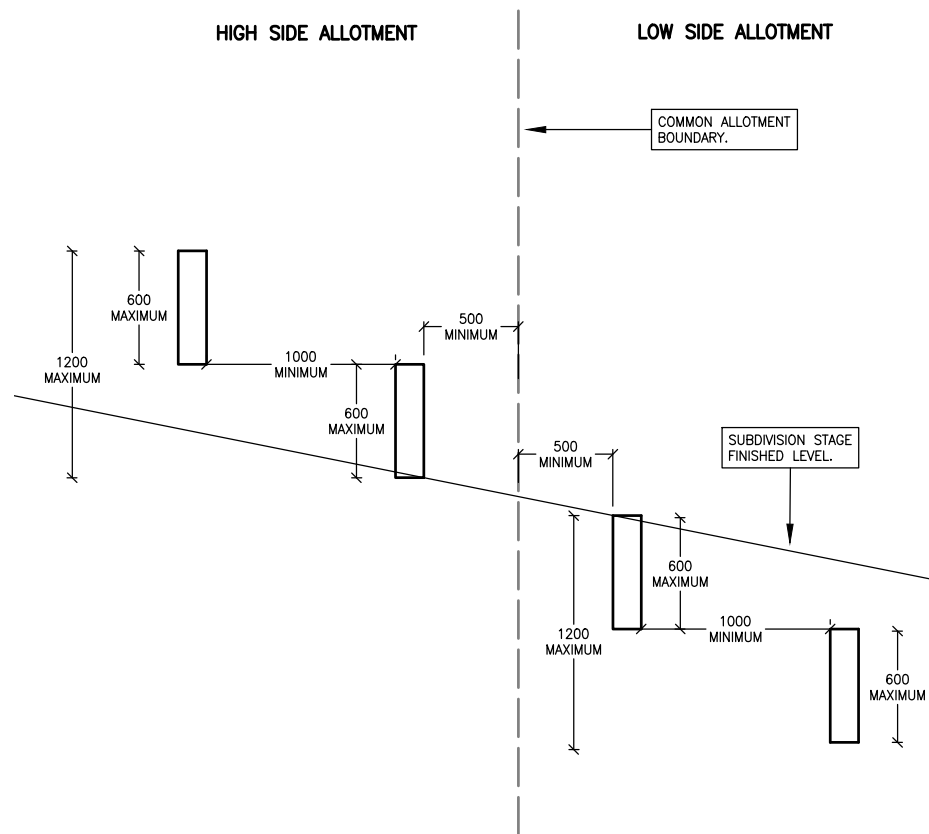 HIGH SIDE ALLOTMENT
LOW SIDE ALLOTMENT
COMMON ALLOTMENT
BOUNDARY.
600
MAXIMUM
1200
MAXIMUM
1000
MINIMUM
500
MINIMUM
600
MAXIMUM
500
MINIMUM
SUBDIVISION STAGE
FINISHED LEVEL.
600
MAXIMUM
1200
MAXIMUM
1000
MINIMUM
600
MAXIMUM